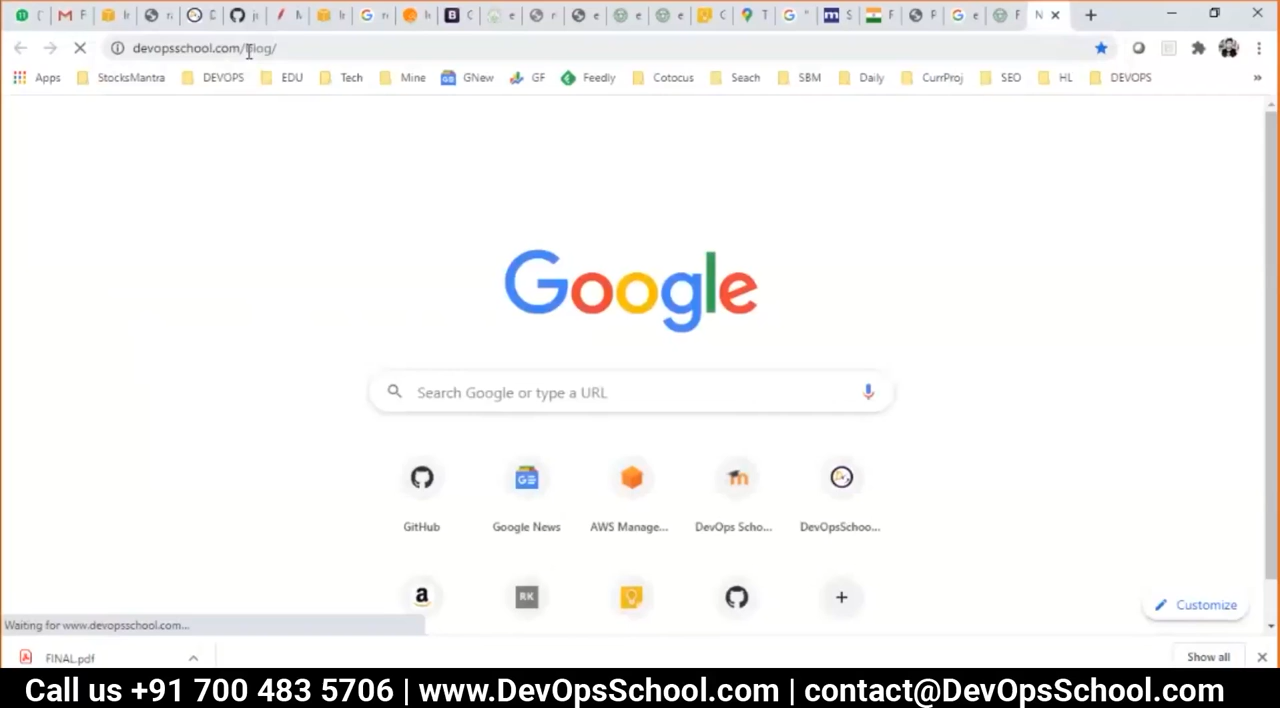 devopsschool.com/blog/
Apps StocksMantra DEVOPS EDU Tech Mine GNew GF Feedly Cotocus Seach SBM Daily CurrProj SEO HL DEVOPS »
Google
Search Google or type a URL
GitHub Google News AWS Manage... DevOps Scho... DevOpsSchoo...
RK
Customize
Waiting for www.devopsschool.com...
FINAL.pdf Show all
Call us +91 700 483 5706 | www.DevOpsSchool.com | contact@DevOpsSchool.com